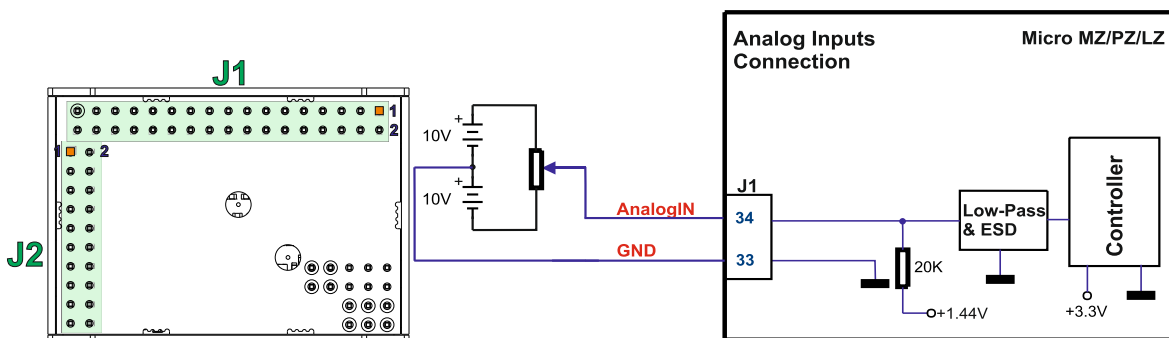 J1
1
2
1
2
J2
10V
+
10V
+
AnalogIN
GND
Analog Inputs
Connection
Micro MZ/PZ/LZ
J1
34
33
20K
+1.44V
Low-Pass
& ESD
Controller
+3.3V